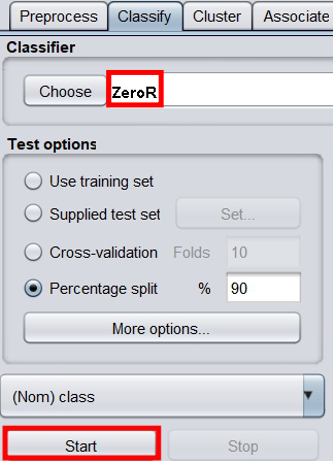 Preprocess Classify Cluster Associate
Classifier
Choose ZeroR
Test options
Use training set
Supplied test set Set...
Cross-validation Folds 10
Percentage split % 90
More options...
(Nom) class
Start Stop